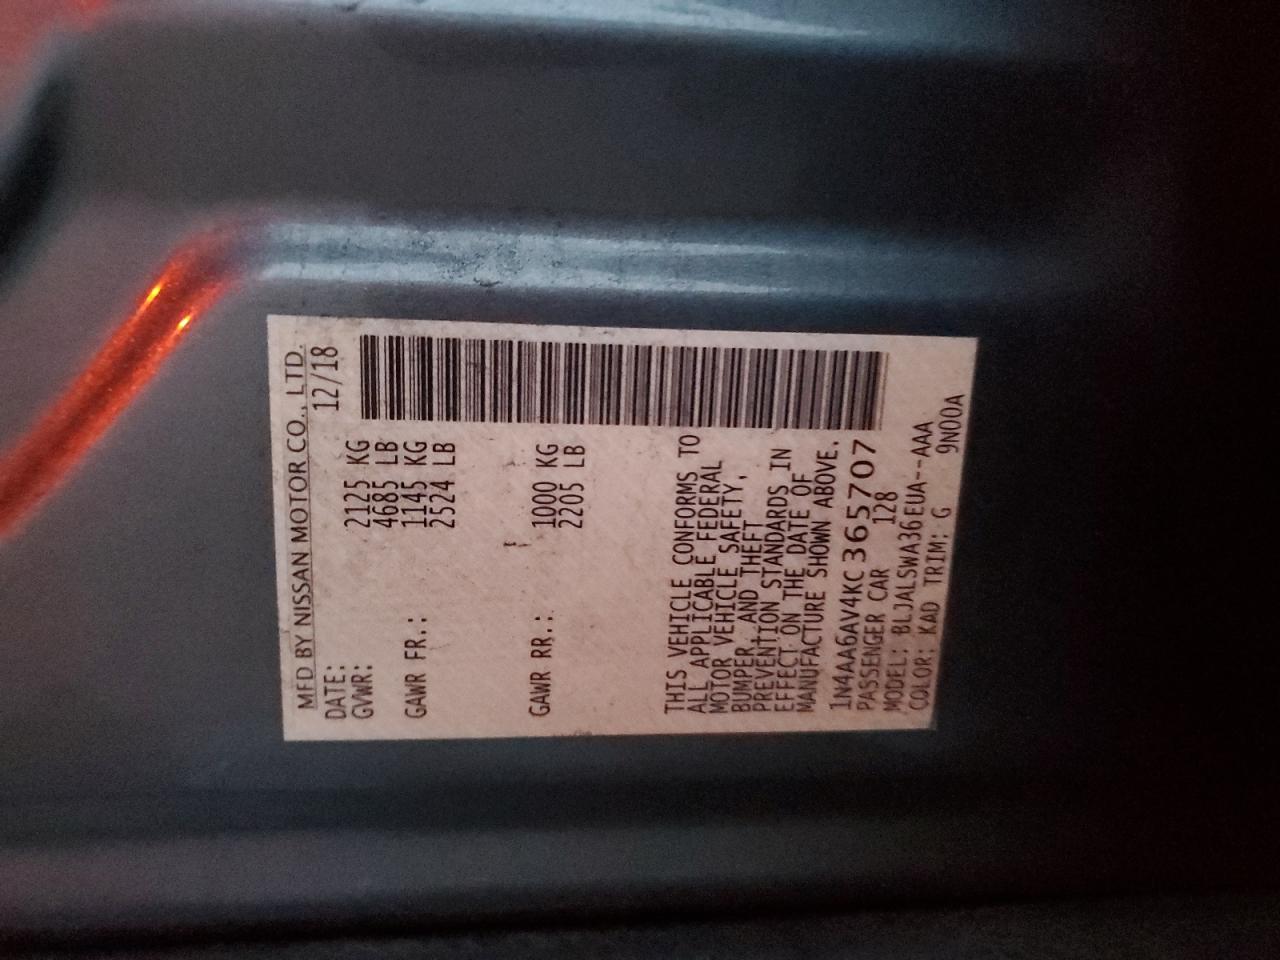 MFD BY NISSAN MOTOR CO., LTD.
DATE: 12/18
GVWR: 2125 KG
4685 LB
GAWR FR.: 1145 KG
2524 LB
GAWR RR.: 1000 KG
2205 LB
THIS VEHICLE CONFORMS TO
ALL APPLICABLE FEDERAL
MOTOR VEHICLE SAFETY,
BUMPER, AND THEFT
PREVENTION STANDARDS IN
EFFECT ON THE DATE OF
MANUFACTURE SHOWN ABOVE.
1N4AA6AV4KC365707
PASSENGER CAR 128
MODEL: BLJALSWA36EUA--AAA
COLOR: KAD TRIM: G 9N00A